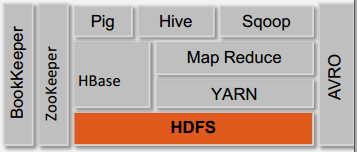 BookKeeper
ZooKeeper
Pig
Hive
Sqoop
HBase
Map Reduce
YARN
HDFS
AVRO